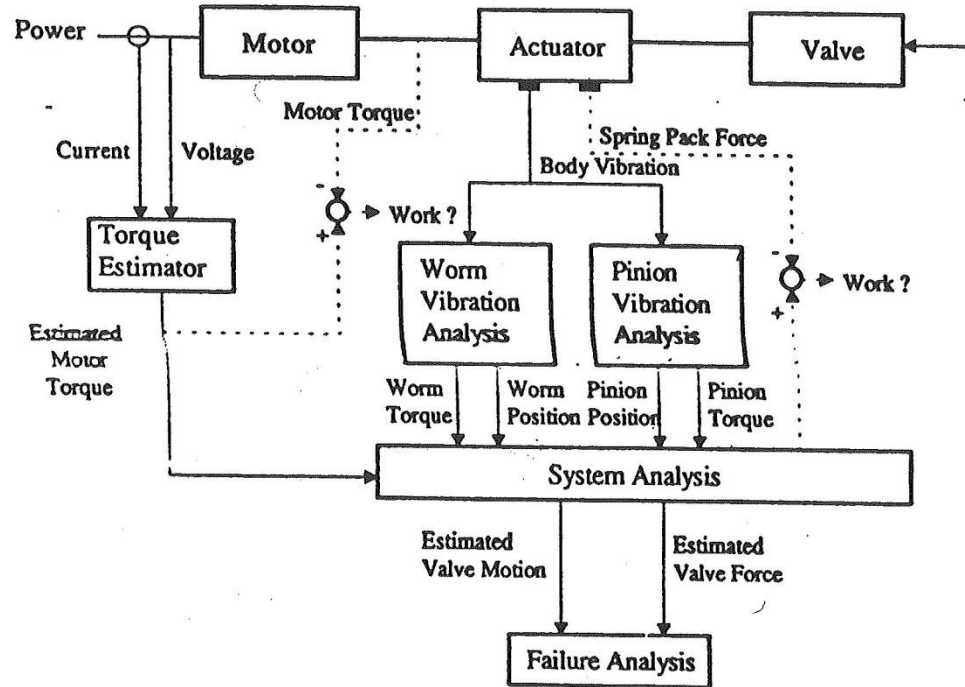 Power
Motor
Actuator
Valve
Motor Torque
Current
Voltage
Spring Pack Force
Body Vibration
-
+
Work ?
Torque
Estimator
Worm
Vibration
Analysis
Pinion
Vibration
Analysis
-
+
Work ?
Estimated
Motor
Torque
Worm
Torque
Worm
Position
Pinion
Position
Pinion
Torque
System Analysis
Estimated
Valve Motion
Estimated
Valve Force
Failure Analysis